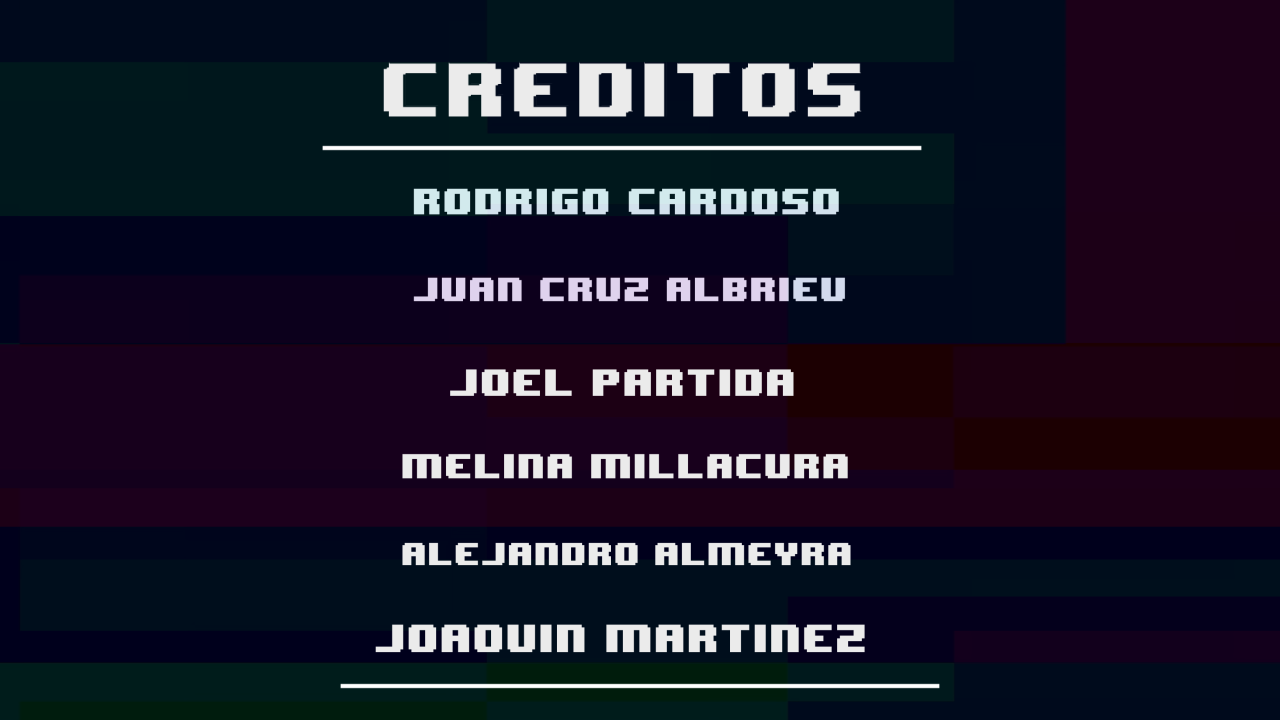 CREDITOS
RODRIGO CARDOSO
JUAN CRUZ ALBRIEU
JOEL PARTIDA
MELINA MILLACURA
ALEJANDRO ALMEYRA
JOAQUIN MARTINEZ